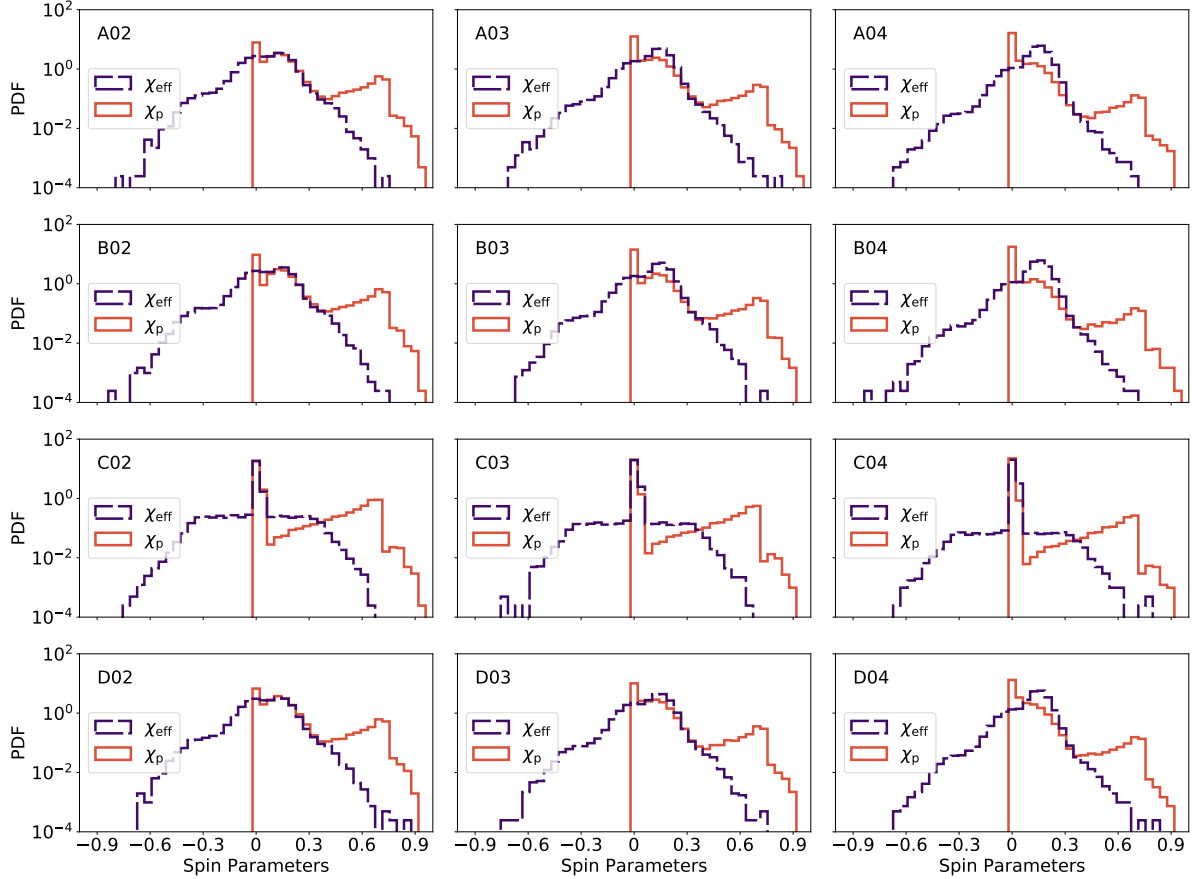 10²
10⁰
10⁻²
10⁻⁴
PDF
A02
χeff
χp
A03
χeff
χp
A04
χeff
χp
10²
10⁰
10⁻²
10⁻⁴
PDF
B02
χeff
χp
B03
χeff
χp
B04
χeff
χp
10²
10⁰
10⁻²
10⁻⁴
PDF
C02
χeff
χp
C03
χeff
χp
C04
χeff
χp
10²
10⁰
10⁻²
10⁻⁴
PDF
D02
χeff
χp
D03
χeff
χp
D04
χeff
χp
−0.9 −0.6 −0.3 0 0.3 0.6 0.9
Spin Parameters
−0.9 −0.6 −0.3 0 0.3 0.6 0.9
Spin Parameters
−0.9 −0.6 −0.3 0 0.3 0.6 0.9
Spin Parameters